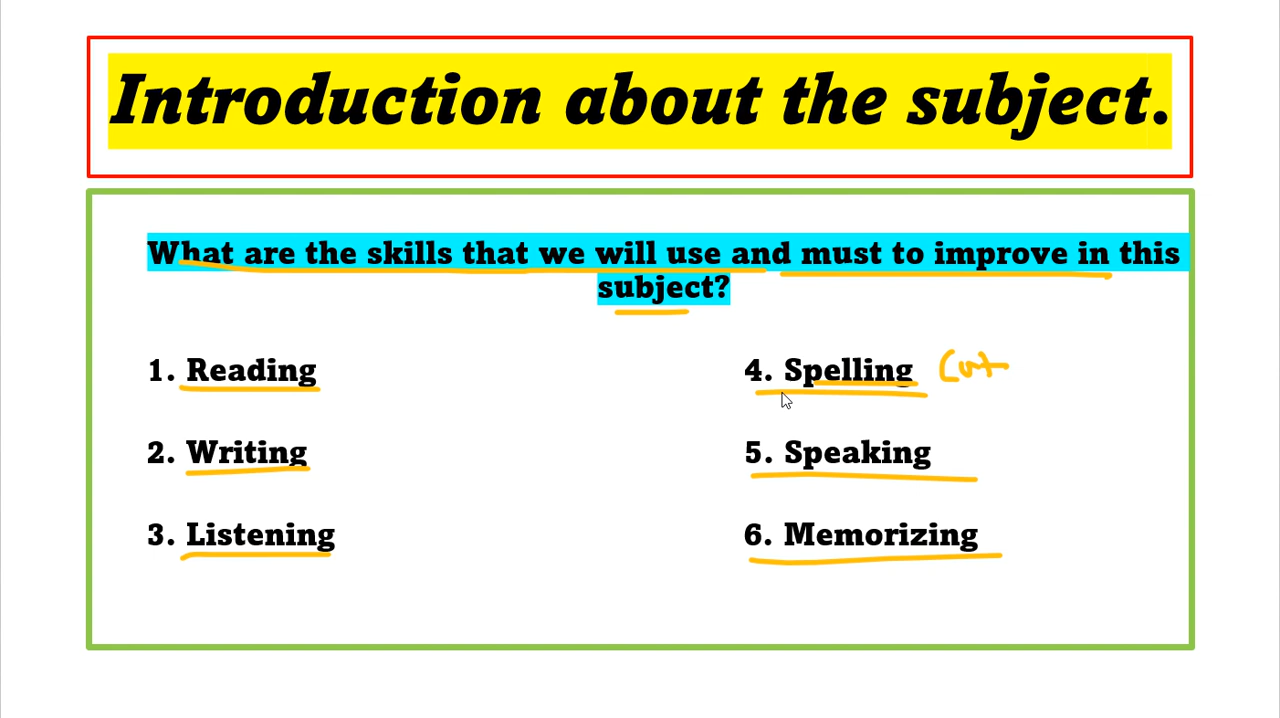 Introduction about the subject.
What are the skills that we will use and must to improve in this
subject?
1. Reading
2. Writing
3. Listening
4. Spelling Cut
5. Speaking
6. Memorizing